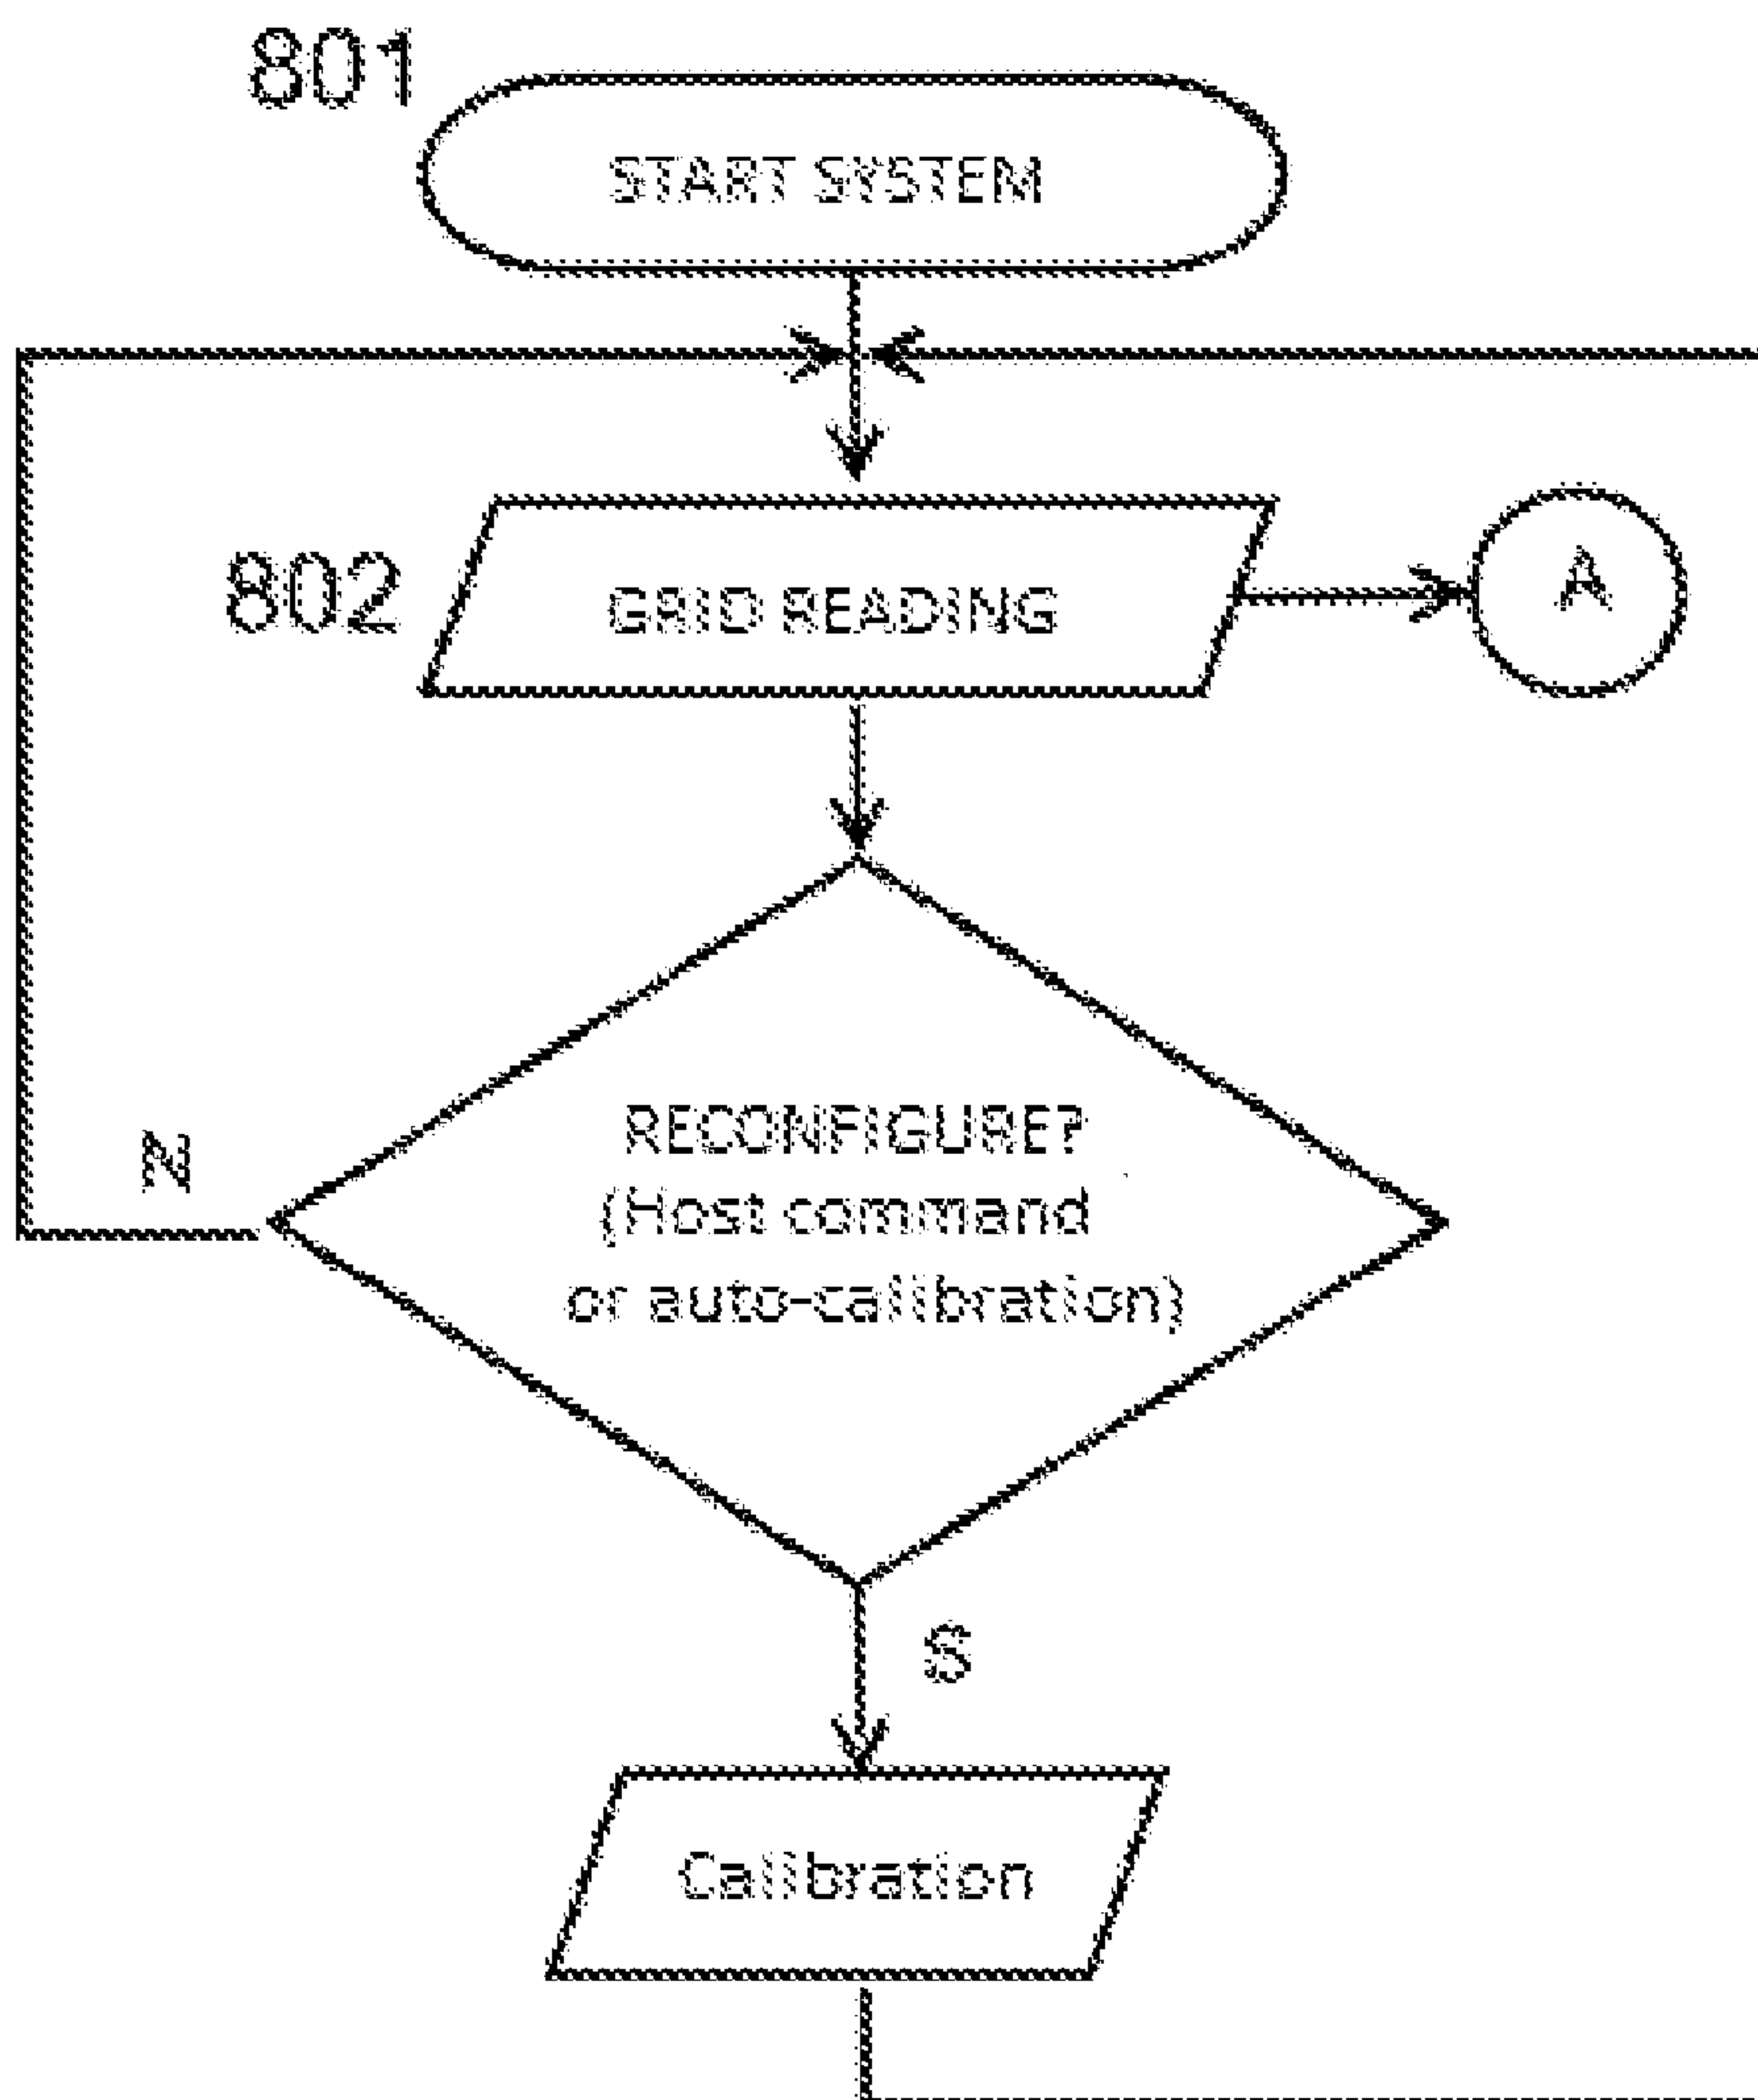 801
START SYSTEM
802
GRID READING
A
RECONFIGURE?
(Host command
or auto-calibration)
N
S
Calibration